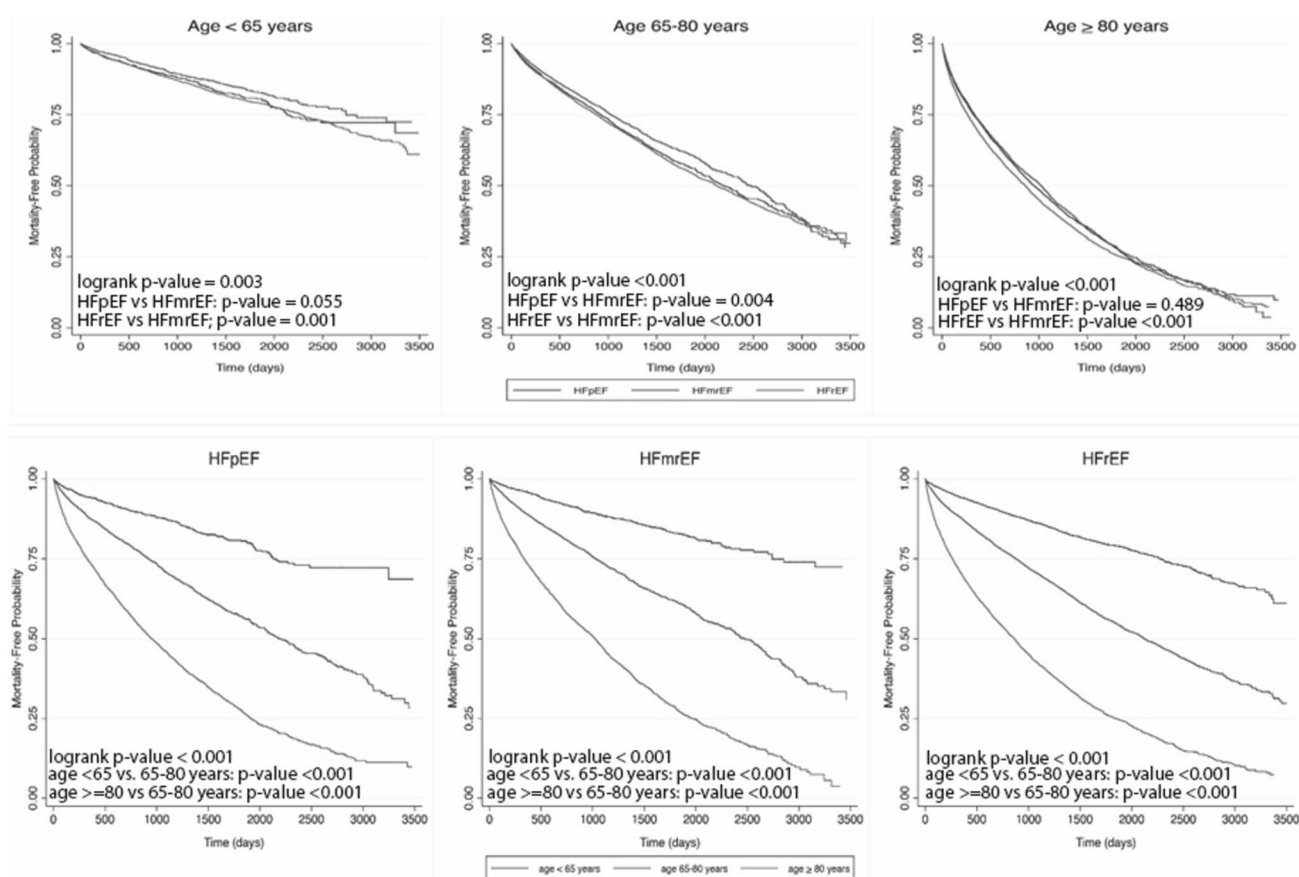 Age < 65 years
Mortality-Free Probability
1.00
0.75
0.50
0.25
0.00
logrank p-value = 0.003
HFpEF vs HFmrEF: p-value = 0.055
HFrEF vs HFmrEF; p-value = 0.001
0 500 1000 1500 2000 2500 3000 3500
Time (days)
Age 65-80 years
Mortality-Free Probability
1.00
0.75
0.50
0.25
0.00
logrank p-value <0.001
HFpEF vs HFmrEF: p-value = 0.004
HFrEF vs HFmrEF: p-value <0.001
0 500 1000 1500 2000 2500 3000 3500
Time (days)
Age ≥ 80 years
Mortality-Free Probability
1.00
0.75
0.50
0.25
0.00
logrank p-value <0.001
HFpEF vs HFmrEF: p-value = 0.489
HFrEF vs HFmrEF: p-value <0.001
0 500 1000 1500 2000 2500 3000 3500
Time (days)
HFpEF HFmrEF HFrEF
HFpEF
Mortality-Free Probability
1.00
0.75
0.50
0.25
0.00
logrank p-value < 0.001
age <65 vs. 65-80 years: p-value <0.001
age >=80 vs 65-80 years: p-value <0.001
0 500 1000 1500 2000 2500 3000 3500
Time (days)
HFmrEF
Mortality-Free Probability
1.00
0.75
0.50
0.25
0.00
logrank p-value < 0.001
age <65 vs. 65-80 years: p-value <0.001
age >=80 vs 65-80 years: p-value <0.001
0 500 1000 1500 2000 2500 3000 3500
Time (days)
HFrEF
Mortality-Free Probability
1.00
0.75
0.50
0.25
0.00
logrank p-value < 0.001
age <65 vs. 65-80 years: p-value <0.001
age >=80 vs 65-80 years: p-value <0.001
0 500 1000 1500 2000 2500 3000 3500
Time (days)
age < 65 years age 65-80 years age ≥ 80 years